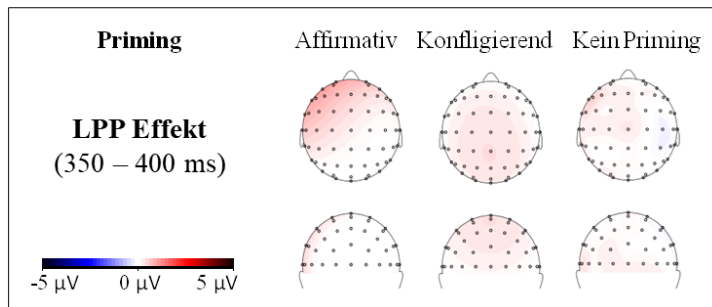 Priming Affirmativ Konfligierend Kein Priming
LPP Effekt
(350 – 400 ms)
-5 µV 0 µV 5 µV